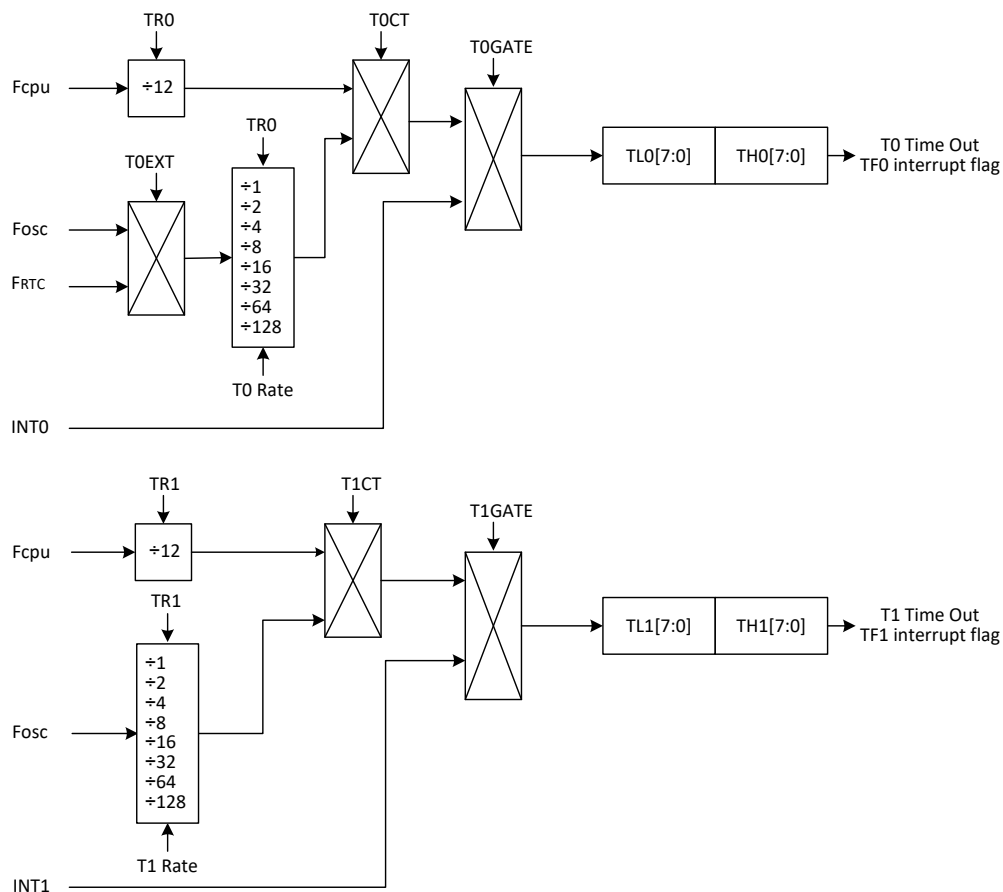 TR0
T0CT
T0GATE
Fcpu
÷12
TR0
T0EXT
TL0[7:0]
TH0[7:0]
T0 Time Out
TF0 interrupt flag
÷1
÷2
÷4
÷8
÷16
÷32
÷64
÷128
Fosc
FRTC
T0 Rate
INT0
TR1
T1CT
T1GATE
Fcpu
÷12
TR1
TL1[7:0]
TH1[7:0]
T1 Time Out
TF1 interrupt flag
÷1
÷2
÷4
÷8
÷16
÷32
÷64
÷128
Fosc
T1 Rate
INT1